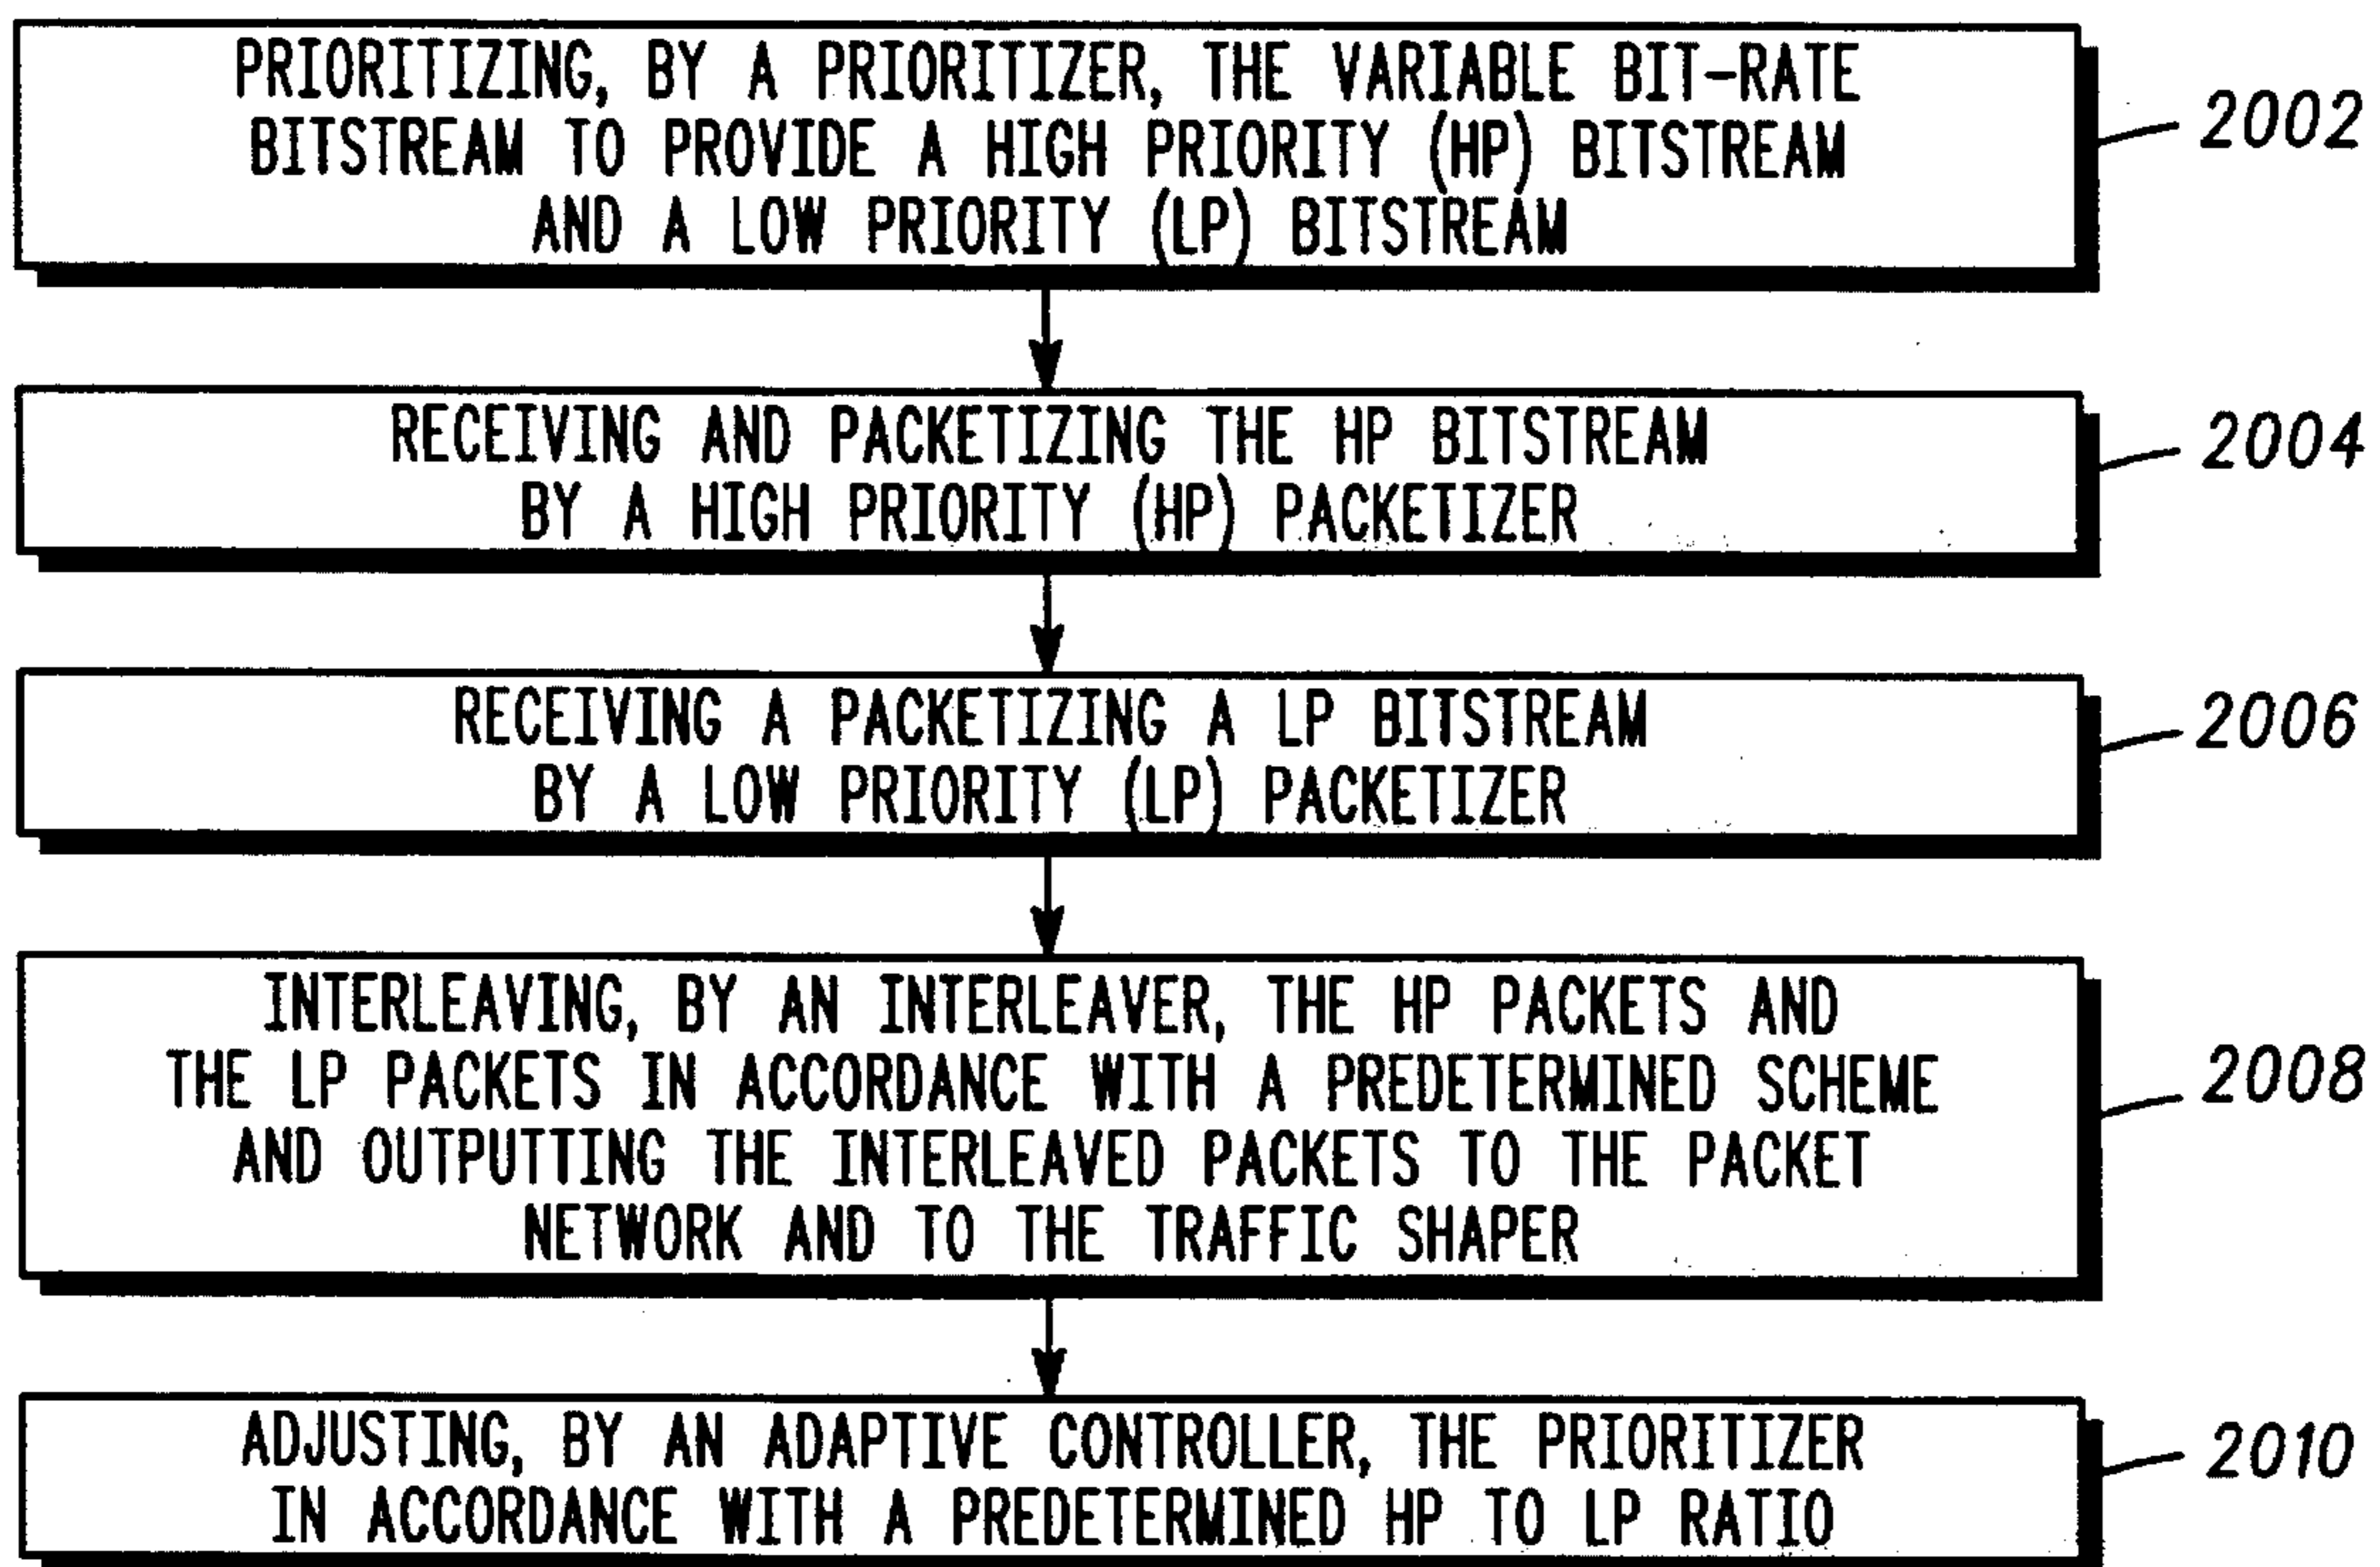 PRIORITIZING, BY A PRIORITIZER, THE VARIABLE BIT-RATE
BITSTREAM TO PROVIDE A HIGH PRIORITY (HP) BITSTREAM
AND A LOW PRIORITY (LP) BITSTREAM
2002
RECEIVING AND PACKETIZING THE HP BITSTREAM
BY A HIGH PRIORITY (HP) PACKETIZER
2004
RECEIVING A PACKETIZING A LP BITSTREAM
BY A LOW PRIORITY (LP) PACKETIZER
2006
INTERLEAVING, BY AN INTERLEAVER, THE HP PACKETS AND
THE LP PACKETS IN ACCORDANCE WITH A PREDETERMINED SCHEME
AND OUTPUTTING THE INTERLEAVED PACKETS TO THE PACKET
NETWORK AND TO THE TRAFFIC SHAPER
2008
ADJUSTING, BY AN ADAPTIVE CONTROLLER, THE PRIORITIZER
IN ACCORDANCE WITH A PREDETERMINED HP TO LP RATIO
2010